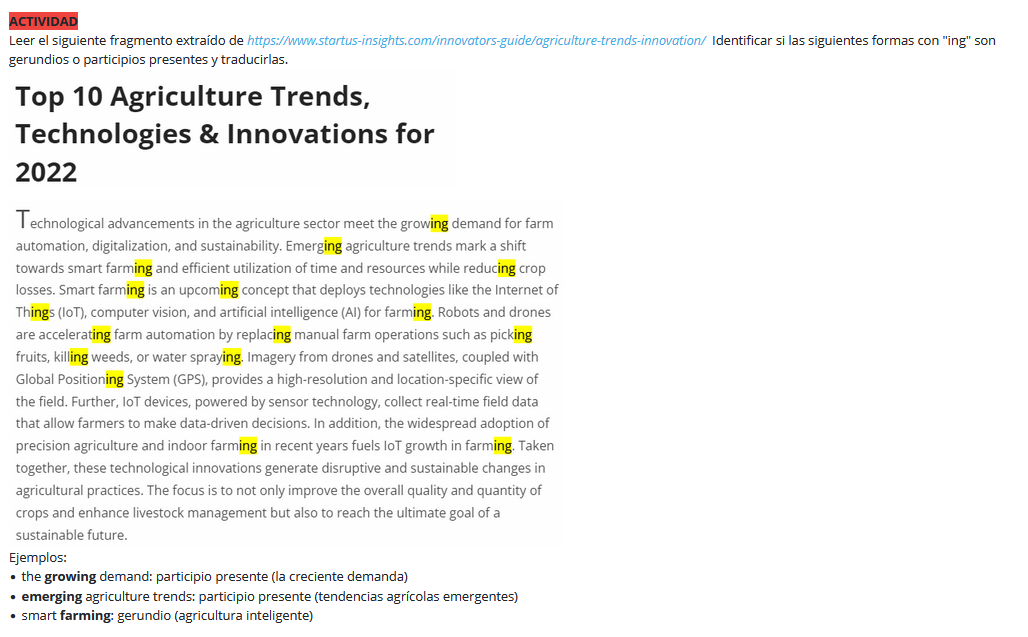 ACTIVIDAD
Leer el siguiente fragmento extraído de https://www.startus-insights.com/innovators-guide/agriculture-trends-innovation/ Identificar si las siguientes formas con "ing" son
gerundios o participios presentes y traducirlas.
Top 10 Agriculture Trends,
Technologies & Innovations for
2022
Technological advancements in the agriculture sector meet the growing demand for farm
automation, digitalization, and sustainability. Emerging agriculture trends mark a shift
towards smart farming and efficient utilization of time and resources while reducing crop
losses. Smart farming is an upcoming concept that deploys technologies like the Internet of
Things (IoT), computer vision, and artificial intelligence (AI) for farming. Robots and drones
are accelerating farm automation by replacing manual farm operations such as picking
fruits, killing weeds, or water spraying. Imagery from drones and satellites, coupled with
Global Positioning System (GPS), provides a high-resolution and location-specific view of
the field. Further, IoT devices, powered by sensor technology, collect real-time field data
that allow farmers to make data-driven decisions. In addition, the widespread adoption of
precision agriculture and indoor farming in recent years fuels IoT growth in farming. Taken
together, these technological innovations generate disruptive and sustainable changes in
agricultural practices. The focus is to not only improve the overall quality and quantity of
crops and enhance livestock management but also to reach the ultimate goal of a
sustainable future.
Ejemplos:
• the growing demand: participio presente (la creciente demanda)
• emerging agriculture trends: participio presente (tendencias agrícolas emergentes)
• smart farming: gerundio (agricultura inteligente)